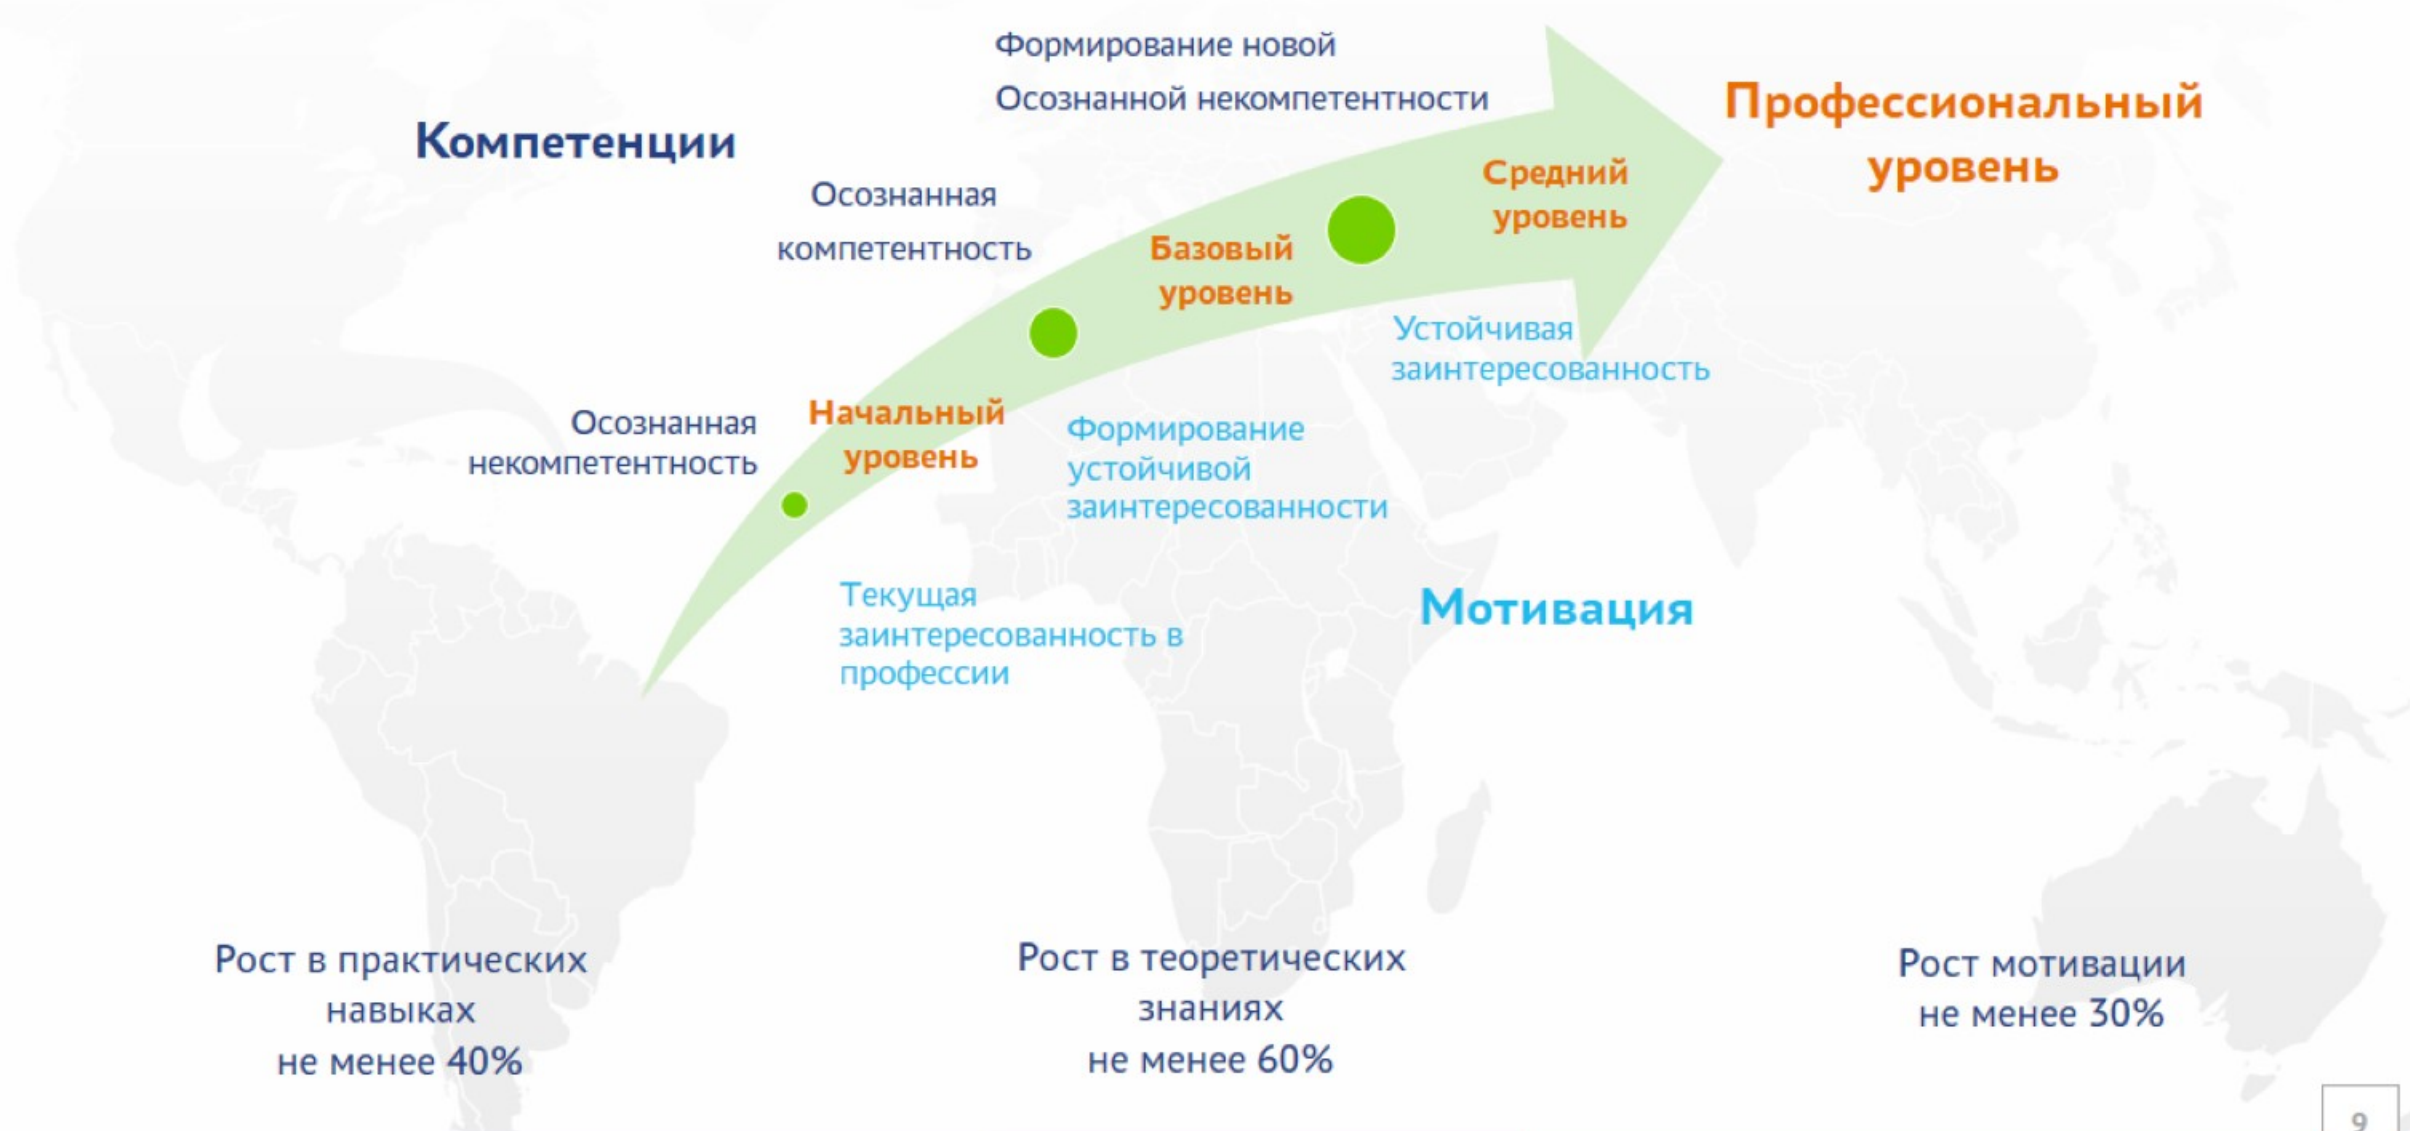 Формирование новой
Осознанной некомпетентности
Профессиональный
уровень
Компетенции
Осознанная
компетентность
Средний
уровень
Базовый
уровень
Устойчивая
заинтересованность
Осознанная
некомпетентность
Начальный
уровень
Формирование
устойчивой
заинтересованности
Текущая
заинтересованность в
профессии
Мотивация
Рост в практических
навыках
не менее 40%
Рост в теоретических
знаниях
не менее 60%
Рост мотивации
не менее 30%
9